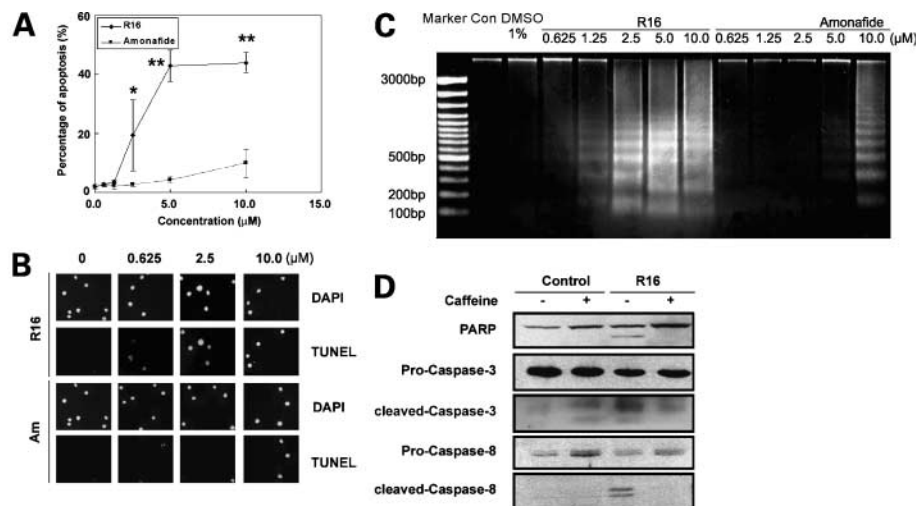 A
60
40
20
0
Percentage of apoptosis (%)
R16
Amonafide
*
**
**
0.0 5.0 10.0 15.0
Concentration (μM)
B
0 0.625 2.5 10.0 (μM)
R16
DAPI
TUNEL
Am
DAPI
TUNEL
C
Marker Con DMSO R16 Amonafide
1% 0.625 1.25 2.5 5.0 10.0 0.625 1.25 2.5 5.0 10.0 (μM)
3000bp
500bp
200bp
100bp
D
Control R16
Caffeine - + - +
PARP
Pro-Caspase-3
cleaved-Caspase-3
Pro-Caspase-8
cleaved-Caspase-8